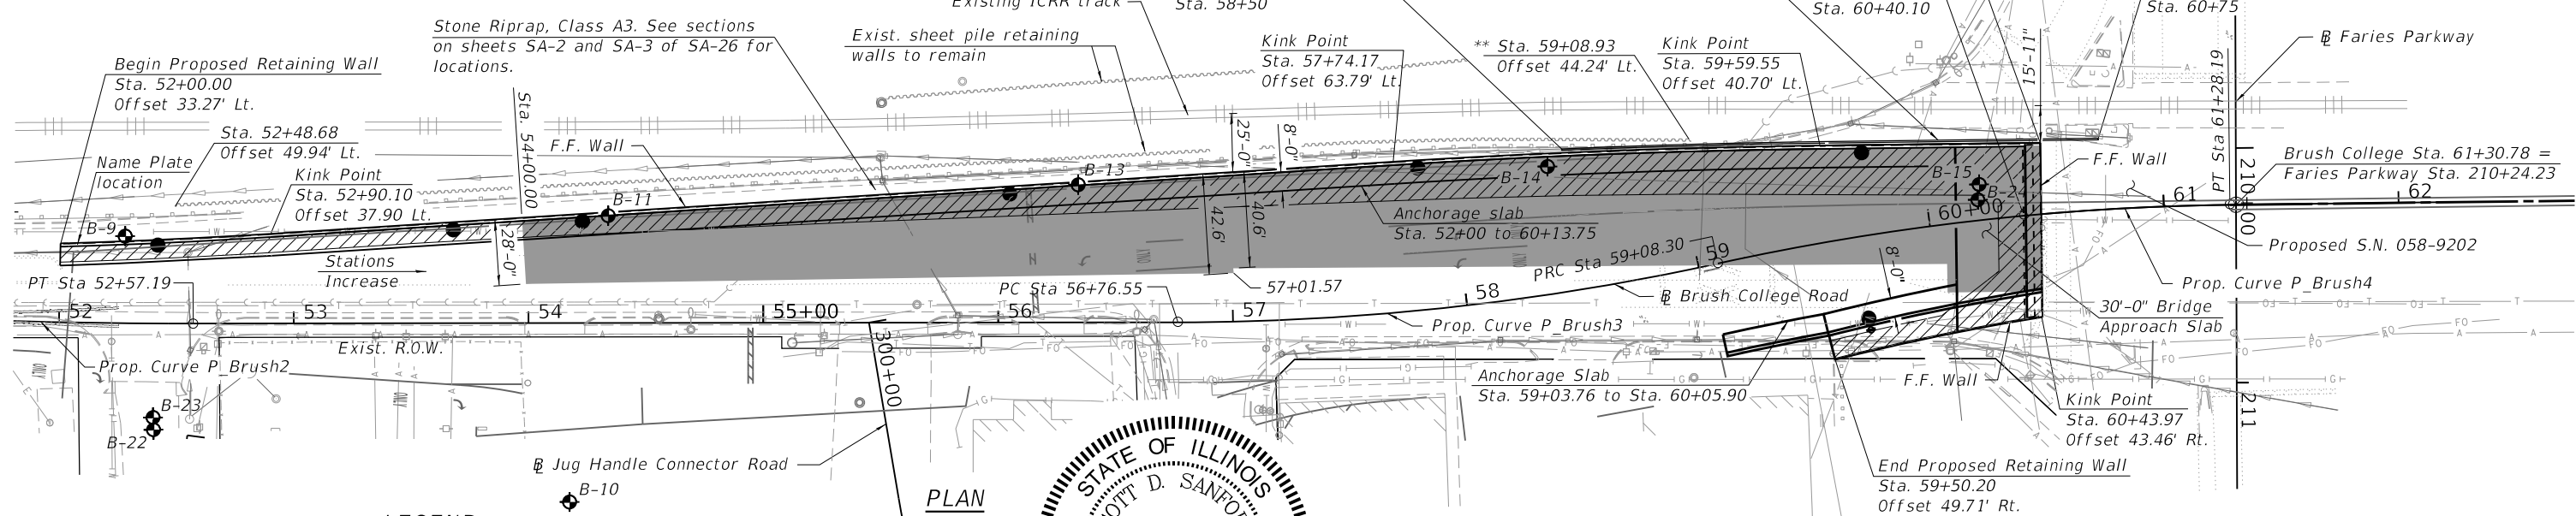 Existing ICRR track
Sta. 58+50
Sta. 60+40.10
Sta. 60+75
Stone Riprap, Class A3. See sections
on sheets SA-2 and SA-3 of SA-26 for
locations.
Exist. sheet pile retaining
walls to remain
Kink Point
Sta. 57+74.17
Offset 63.79' Lt.
** Sta. 59+08.93
Offset 44.24' Lt.
Kink Point
Sta. 59+59.55
Offset 40.70' Lt.
15'-11"
PT Sta 61+28.19
BL Faries Parkway
Begin Proposed Retaining Wall
Sta. 52+00.00
Offset 33.27' Lt.
Sta. 52+48.68
Offset 49.94' Lt.
Name Plate
location
Kink Point
Sta. 52+90.10
Offset 37.90' Lt.
Sta. 54+00.00
F.F. Wall
25'-0"
8'-0"
B-9
B-11
B-13
B-14
B-15
B-2
F.F. Wall
Brush College Sta. 61+30.78 =
Faries Parkway Sta. 210+24.23
61
62
210+00
60+00
28'-0"
42.6'
40.6'
Anchorage slab
Sta. 52+00 to 60+13.75
Stations
Increase
PT Sta 52+57.19
PC Sta 56+76.55
57+01.57
PRC Sta 59+08.30
59
8'-0"
Proposed S.N. 058-9202
Prop. Curve P_Brush4
30'-0" Bridge
Approach Slab
52
53
54
55+00
56
57
58
BL Brush College Road
Prop. Curve P_Brush3
Exist. R.O.W.
Prop. Curve P_Brush2
300+00
Anchorage Slab
Sta. 59+03.76 to Sta. 60+05.90
F.F. Wall
Kink Point
Sta. 60+43.97
Offset 43.46' Rt.
211
B-23
B-22
BL Jug Handle Connector Road
B-10
End Proposed Retaining Wall
Sta. 59+50.20
Offset 49.71' Rt.
PLAN
STATE OF ILLINOIS
OTT D. SANFO
LEGEND